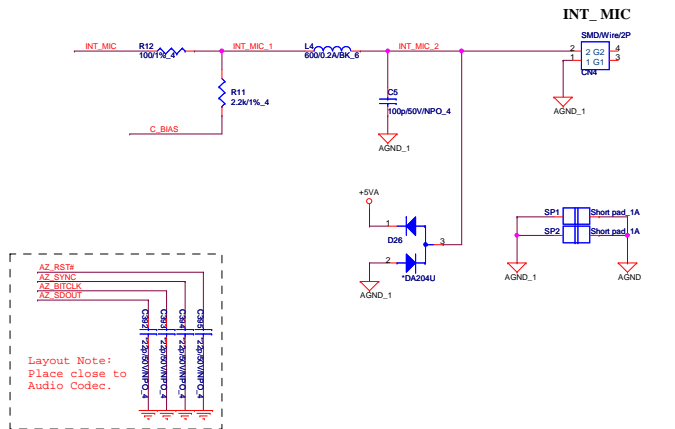 INT_ MIC
SMD/Wire/2P
INT_MIC
R12
100/1%_4
INT_MIC_1
L4
600/0.2A/BK_6
INT_MIC_2
2
2 G2
4
1
1 G1
3
CN4
R11
2.2k/1%_4
C5
100p/50V/NPO_4
AGND_1
AGND_1
C_BIAS
+5VA
1
D26
3
2
*DA204U
AGND_1
SP1
Short pad_1A
SP2
Short pad_1A
AGND_1
AGND
AZ_RST#
AZ_SYNC
AZ_BITCLK
AZ_SDOUT
C392
*22p/50V/NPO_4
C393
*22p/50V/NPO_4
C394
*22p/50V/NPO_4
C395
*22p/50V/NPO_4
Layout Note:
Place close to
Audio Codec.